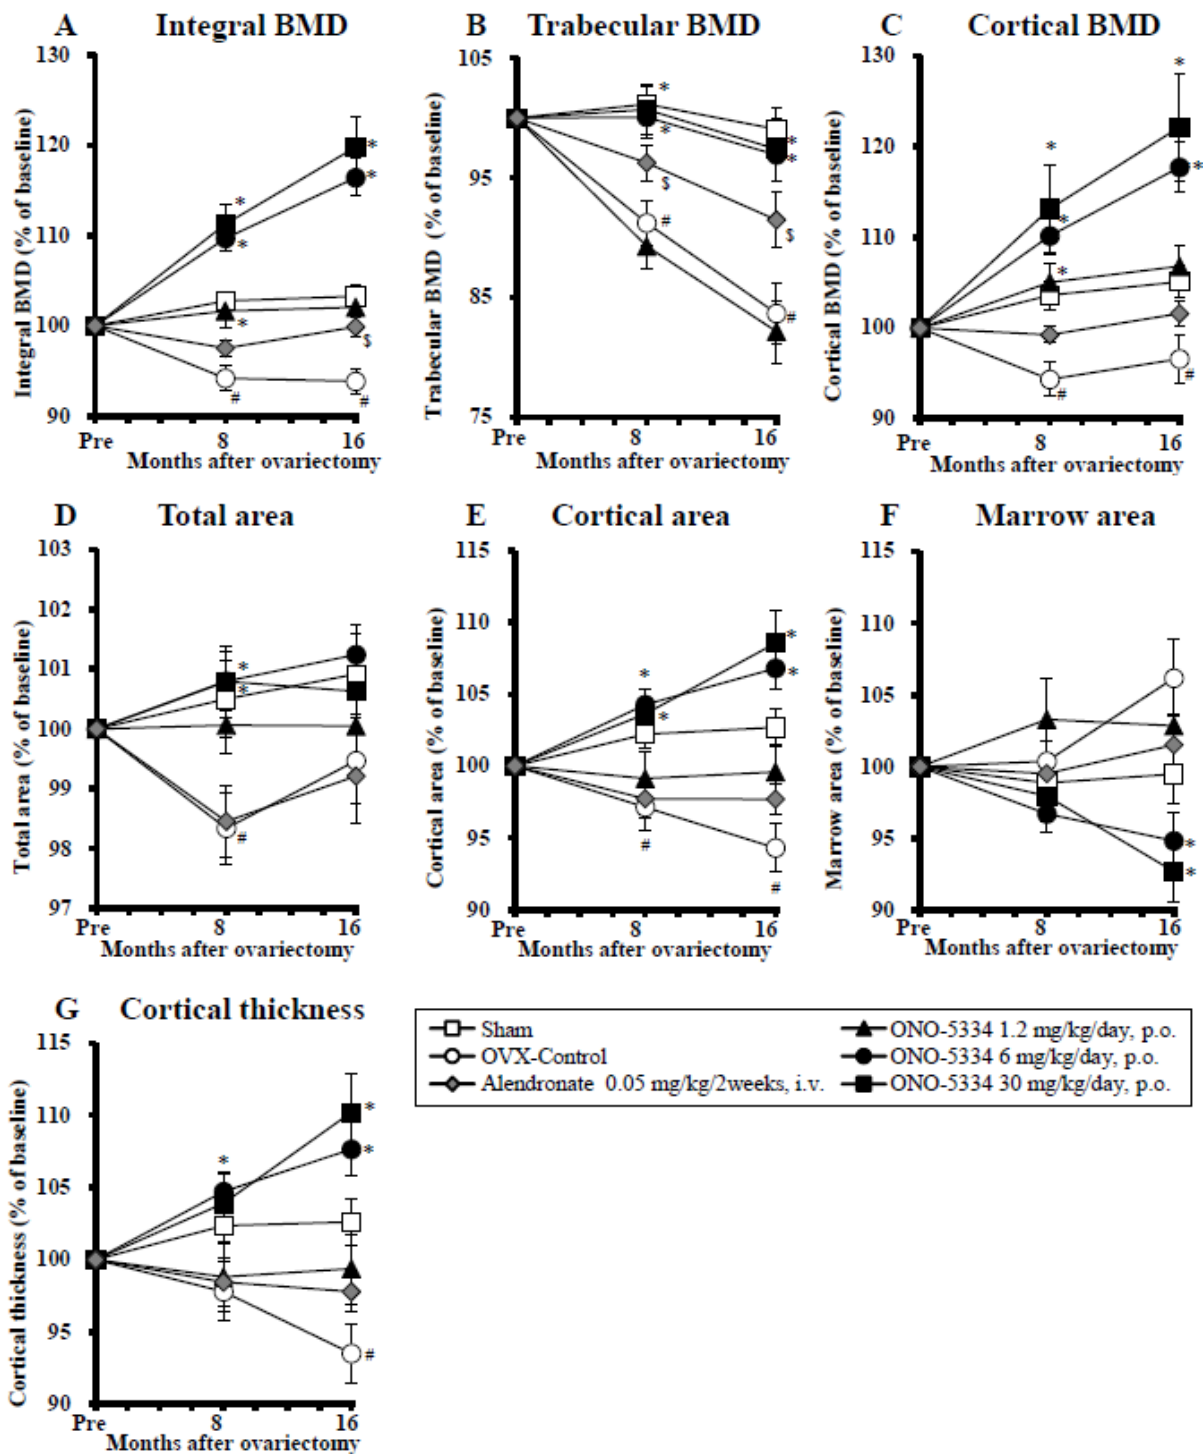 A Integral BMD
Integral BMD (% of baseline)
130
120
110
100
90
* * * * * $ # #
Pre 8 16
Months after ovariectomy
B Trabecular BMD
Trabecular BMD (% of baseline)
105
95
85
75
* * * * $ $ # #
Pre 8 16
Months after ovariectomy
C Cortical BMD
Cortical BMD (% of baseline)
130
120
110
100
90
* * * * * # #
Pre 8 16
Months after ovariectomy
D Total area
Total area (% of baseline)
103
102
101
100
99
98
97
* * #
Pre 8 16
Months after ovariectomy
E Cortical area
Cortical area (% of baseline)
115
110
105
100
95
90
* * * * # #
Pre 8 16
Months after ovariectomy
F Marrow area
Marrow area (% of baseline)
115
110
105
100
95
90
* *
Pre 8 16
Months after ovariectomy
G Cortical thickness
Cortical thickness (% of baseline)
115
110
105
100
95
90
* * * #
Pre 8 16
Months after ovariectomy
Sham
OVX-Control
Alendronate 0.05 mg/kg/2weeks, i.v.
ONO-5334 1.2 mg/kg/day, p.o.
ONO-5334 6 mg/kg/day, p.o.
ONO-5334 30 mg/kg/day, p.o.